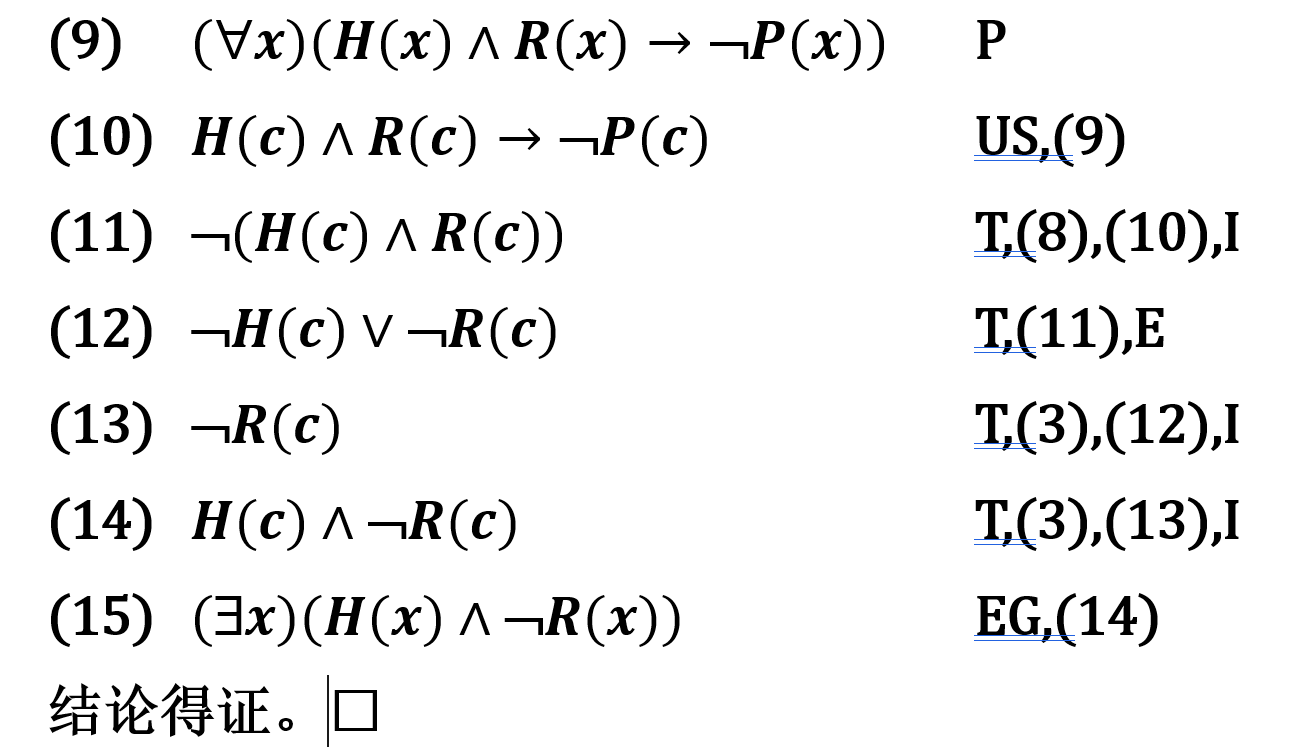 (9) (∀x)(H(x) ∧ R(x) → ¬P(x)) P
(10) H(c) ∧ R(c) → ¬P(c) US,(9)
(11) ¬(H(c) ∧ R(c)) T,(8),(10),I
(12) ¬H(c) ∨ ¬R(c) T,(11),E
(13) ¬R(c) T,(3),(12),I
(14) H(c) ∧ ¬R(c) T,(3),(13),I
(15) (∃x)(H(x) ∧ ¬R(x)) EG,(14)
结论得证。□